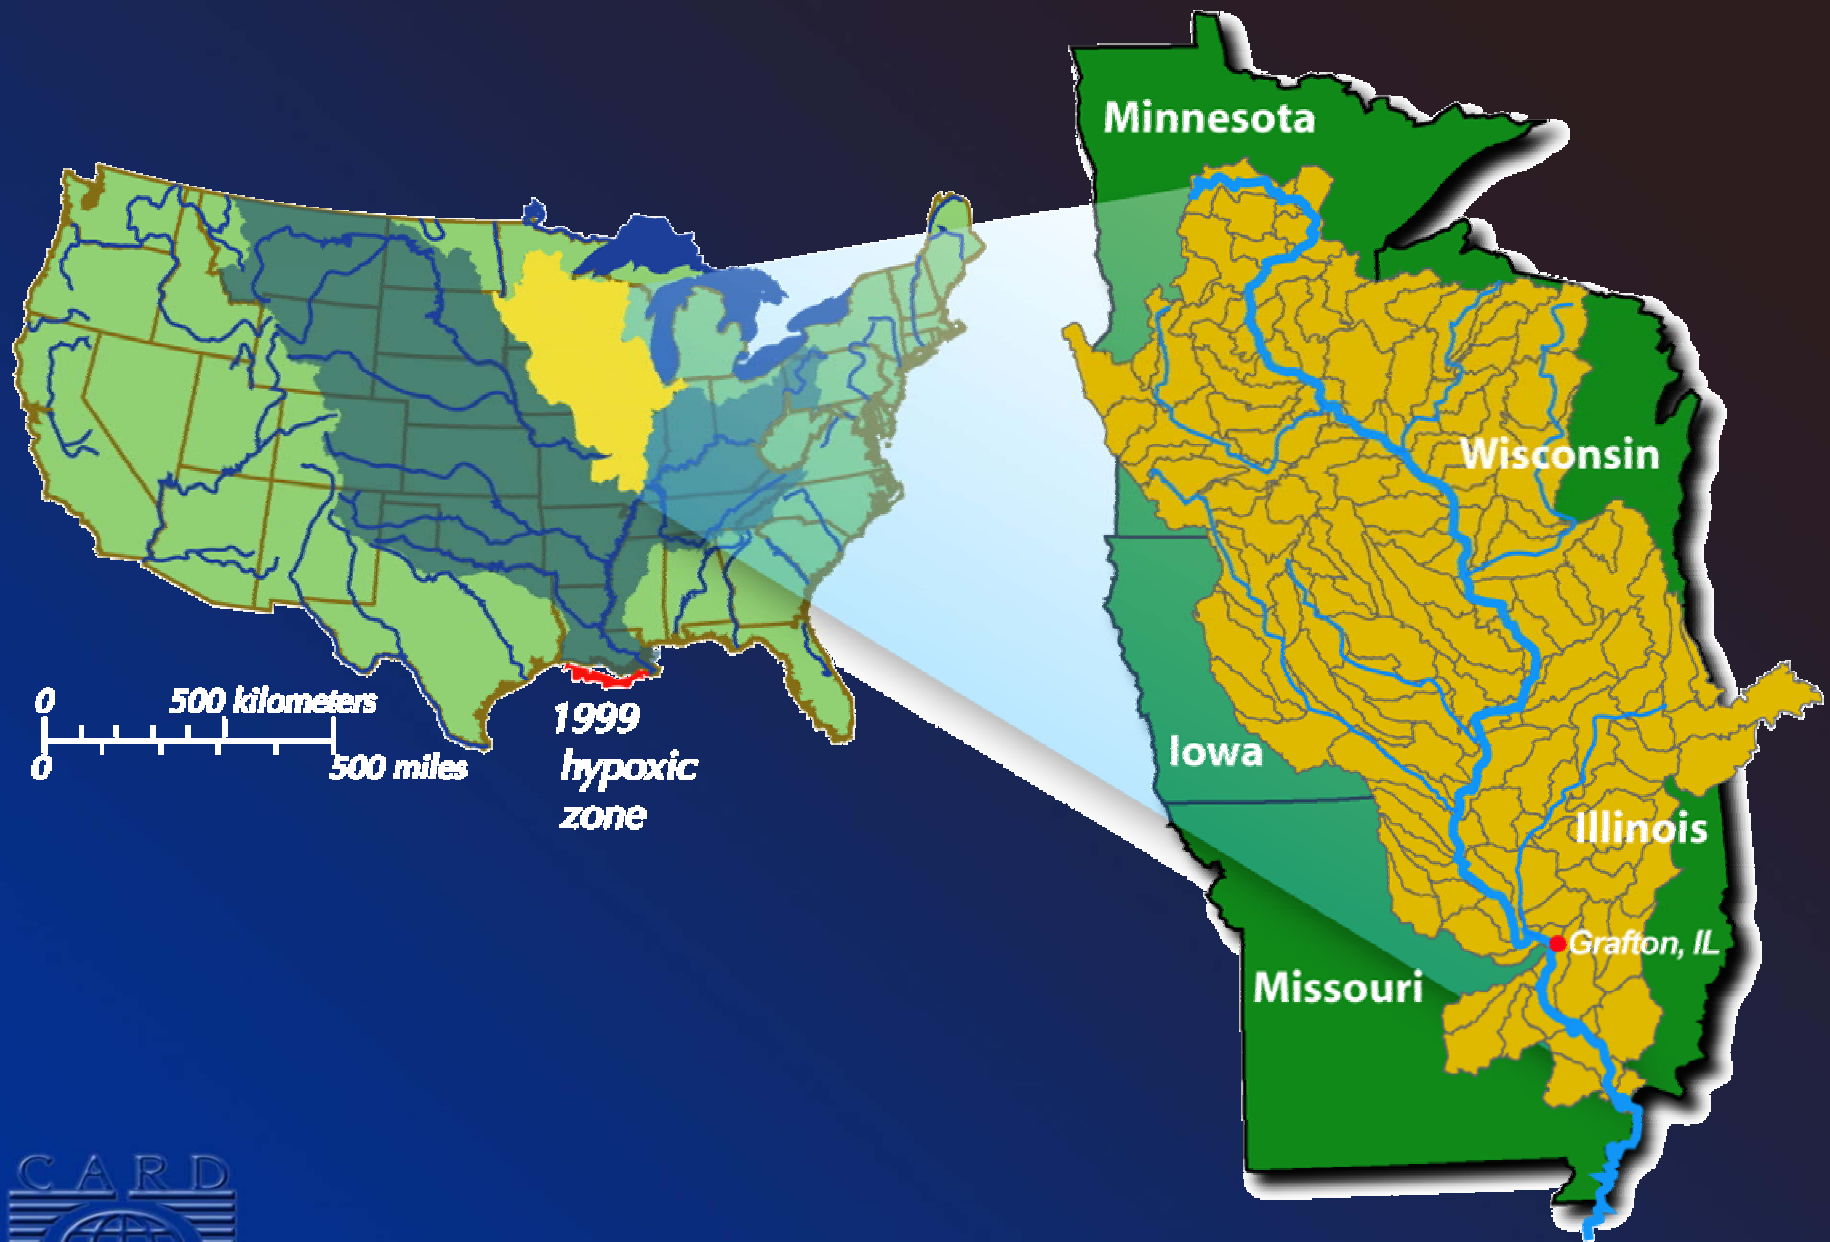 Minnesota
Wisconsin
Iowa
Illinois
Grafton, IL
Missouri
0
500 kilometers
0
500 miles
1999
hypoxic
zone
CARD